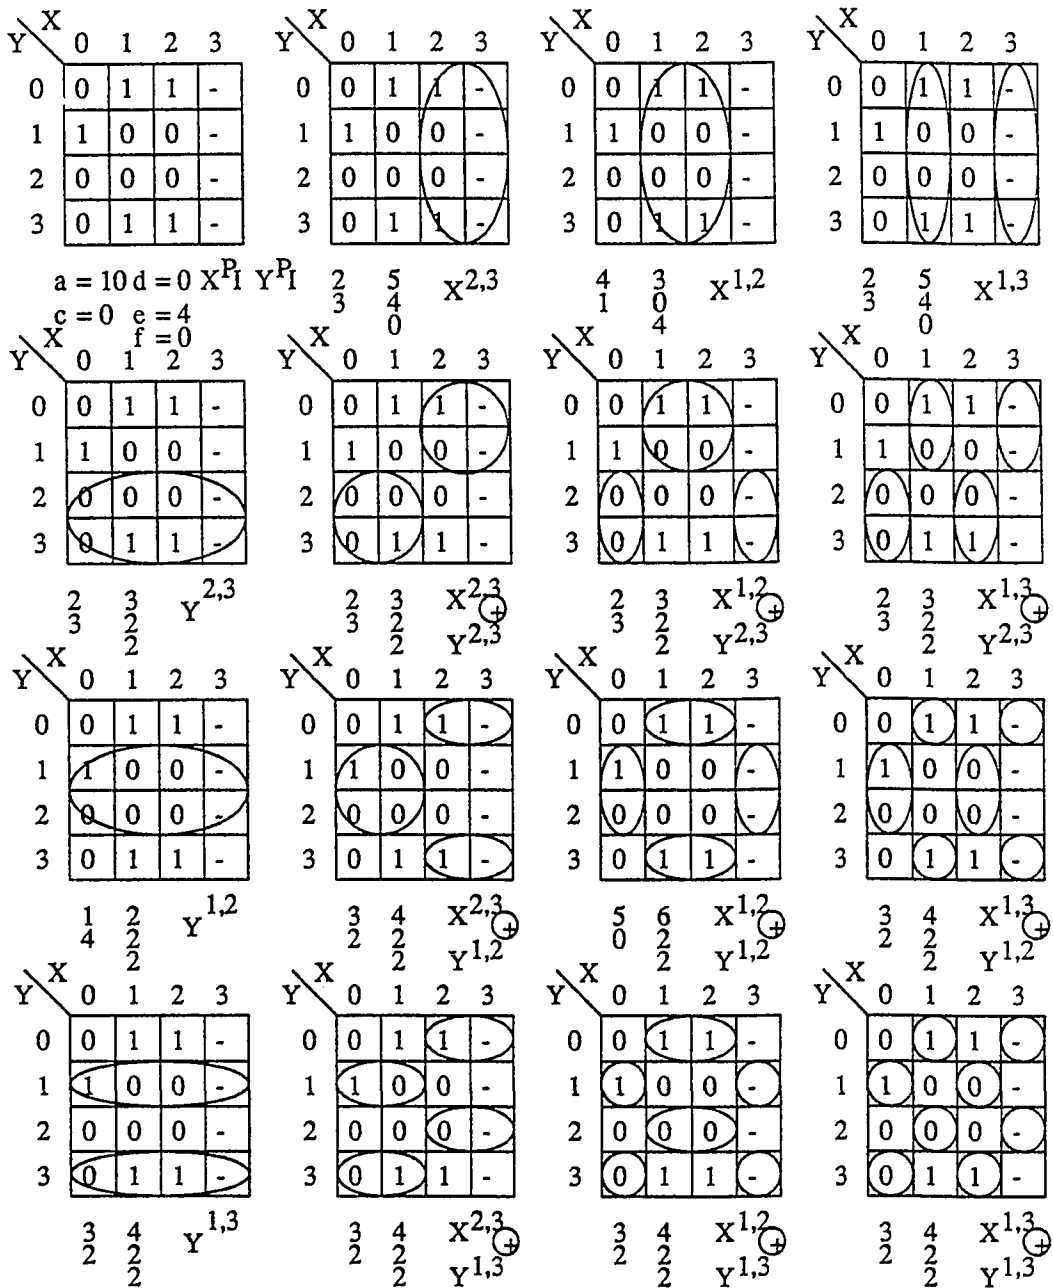 X X X X
Y 0 1 2 3 Y 0 1 2 3 Y 0 1 2 3 Y 0 1 2 3
0 0 1 1 - 0 0 1 1 - 0 0 1 1 - 0 0 1 1 -
1 1 0 0 - 1 1 0 0 - 1 1 0 0 - 1 1 0 0 -
2 0 0 0 - 2 0 0 0 - 2 0 0 0 - 2 0 0 0 -
3 0 1 1 - 3 0 1 1 - 3 0 1 1 - 3 0 1 1 -
a = 10 d = 0 X^P_I Y^P_I 2 5 X^2,3 4 3 X^1,2 2 5 X^1,3
3 4 1 0 3 4
c = 0 e = 4 0 4 0
f = 0
X X X X
Y 0 1 2 3 Y 0 1 2 3 Y 0 1 2 3 Y 0 1 2 3
0 0 1 1 - 0 0 1 1 - 0 0 1 1 - 0 0 1 1 -
1 1 0 0 - 1 1 0 0 - 1 1 0 0 - 1 1 0 0 -
2 0 0 0 - 2 0 0 0 - 2 0 0 0 - 2 0 0 0 -
3 0 1 1 - 3 0 1 1 - 3 0 1 1 - 3 0 1 1 -
2 3 Y^2,3 2 3 X^2,3 ⊕ 2 3 X^1,2 ⊕ 2 3 X^1,3 ⊕
3 2 3 2 3 2 3 2
2 2 Y^2,3 2 Y^2,3 2 Y^2,3
X X X X
Y 0 1 2 3 Y 0 1 2 3 Y 0 1 2 3 Y 0 1 2 3
0 0 1 1 - 0 0 1 1 - 0 0 1 1 - 0 0 1 1 -
1 1 0 0 - 1 1 0 0 - 1 1 0 0 - 1 1 0 0 -
2 0 0 0 - 2 0 0 0 - 2 0 0 0 - 2 0 0 0 -
3 0 1 1 - 3 0 1 1 - 3 0 1 1 - 3 0 1 1 -
1 2 Y^1,2 3 4 X^2,3 ⊕ 5 6 X^1,2 ⊕ 3 4 X^1,3 ⊕
4 2 2 2 0 2 2 2
2 2 Y^1,2 2 Y^1,2 2 Y^1,2
X X X X
Y 0 1 2 3 Y 0 1 2 3 Y 0 1 2 3 Y 0 1 2 3
0 0 1 1 - 0 0 1 1 - 0 0 1 1 - 0 0 1 1 -
1 1 0 0 - 1 1 0 0 - 1 1 0 0 - 1 1 0 0 -
2 0 0 0 - 2 0 0 0 - 2 0 0 0 - 2 0 0 0 -
3 0 1 1 - 3 0 1 1 - 3 0 1 1 - 3 0 1 1 -
3 4 Y^1,3 3 4 X^2,3 ⊕ 3 4 X^1,2 ⊕ 3 4 X^1,3 ⊕
2 2 2 2 2 2 2 2
2 2 Y^1,3 2 Y^1,3 2 Y^1,3